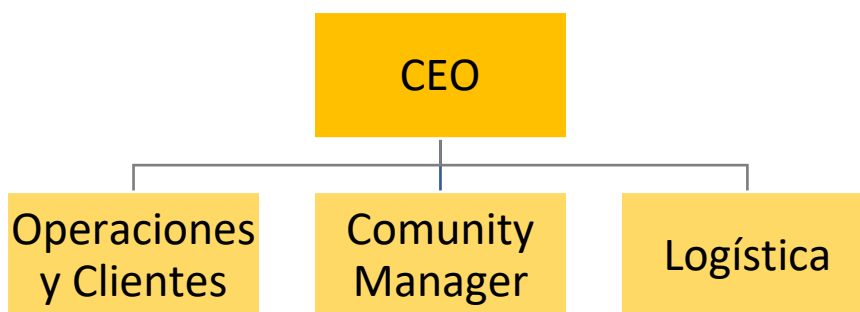 CEO
Operaciones
y Clientes
Comunity
Manager
Logística